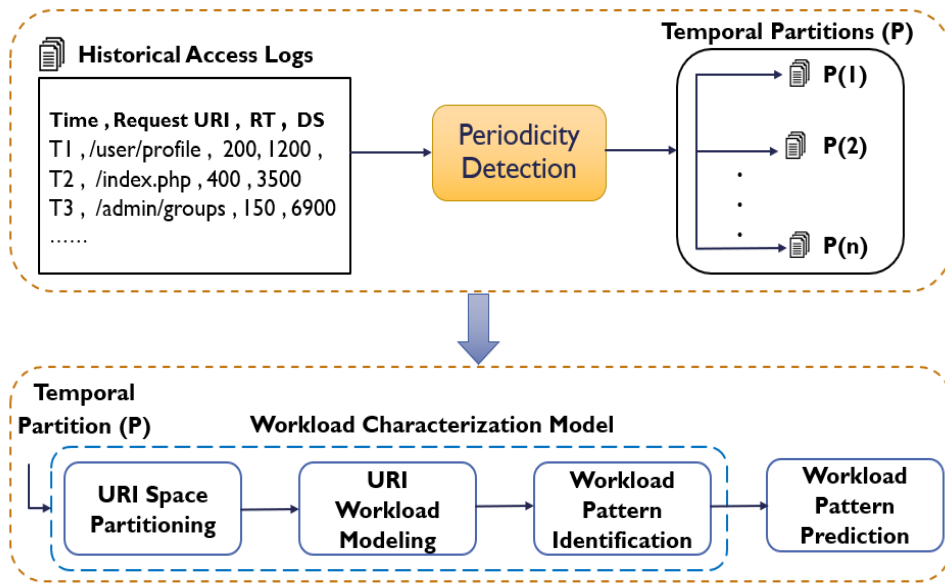 Historical Access Logs
Time , Request URI , RT , DS
T1 , /user/profile , 200, 1200 ,
T2 , /index.php , 400 , 3500
T3 , /admin/groups , 150 , 6900
......
Periodicity
Detection
Temporal Partitions (P)
P(1)
P(2)
.
.
.
P(n)
Temporal
Partition (P)
Workload Characterization Model
URI Space
Partitioning
URI
Workload
Modeling
Workload
Pattern
Identification
Workload
Pattern
Prediction